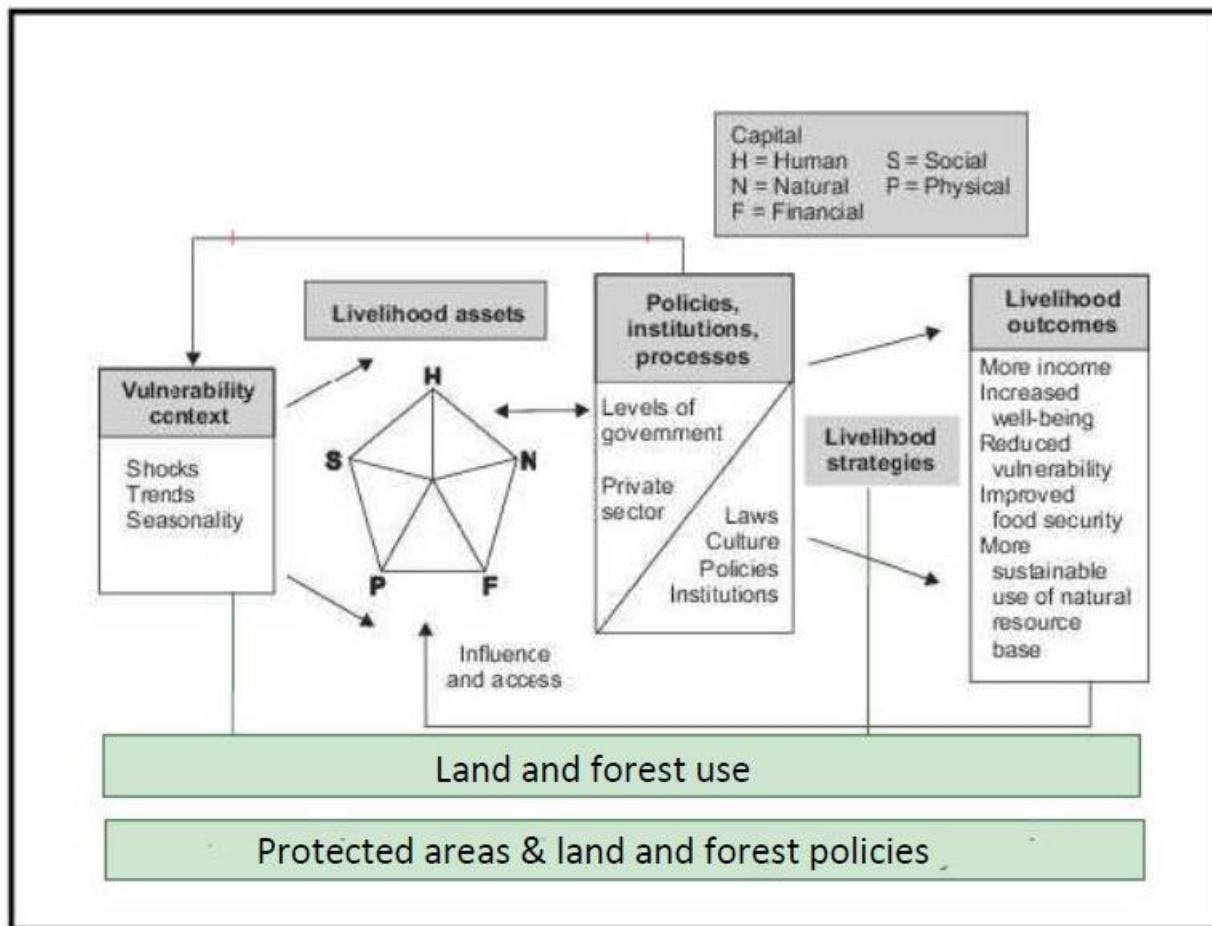 Capital
H = Human S = Social
N = Natural P = Physical
F = Financial
Livelihood assets
Policies,
institutions,
processes
Livelihood
outcomes
Vulnerability
context
Shocks
Trends
Seasonality
H
S
N
P
F
Levels of
government
Private
sector
Laws
Culture
Policies
Institutions
Livelihood
strategies
More income
Increased
well-being
Reduced
vulnerability
Improved
food security
More
sustainable
use of natural
resource
base
Influence
and access
Land and forest use
Protected areas & land and forest policies